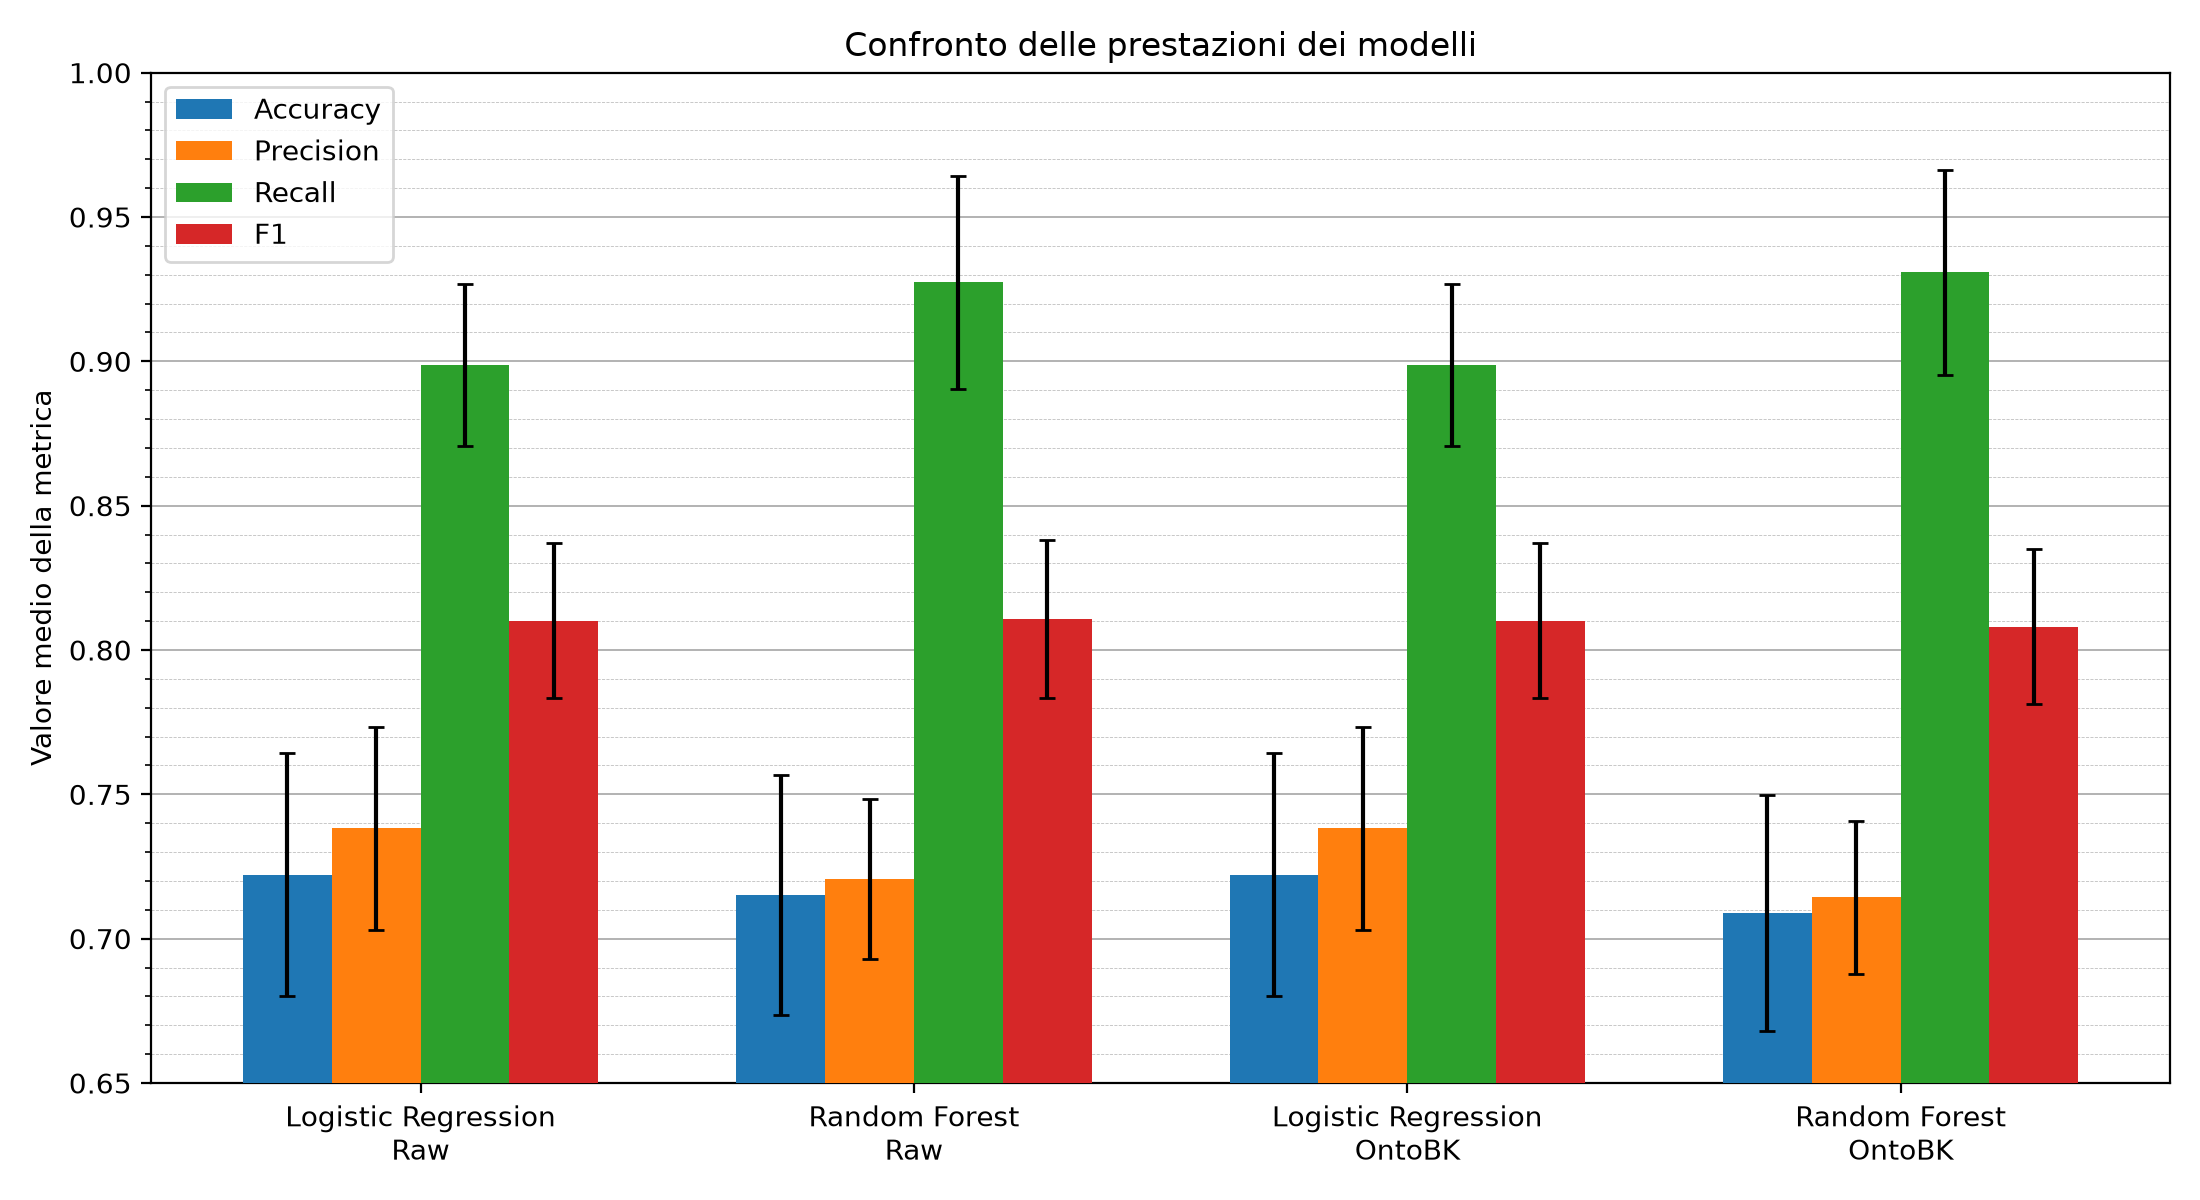 Confronto delle prestazioni dei modelli
Valore medio della metrica
1.00
0.95
0.90
0.85
0.80
0.75
0.70
0.65
Accuracy
Precision
Recall
F1
Logistic Regression
Raw
Random Forest
Raw
Logistic Regression
OntoBK
Random Forest
OntoBK